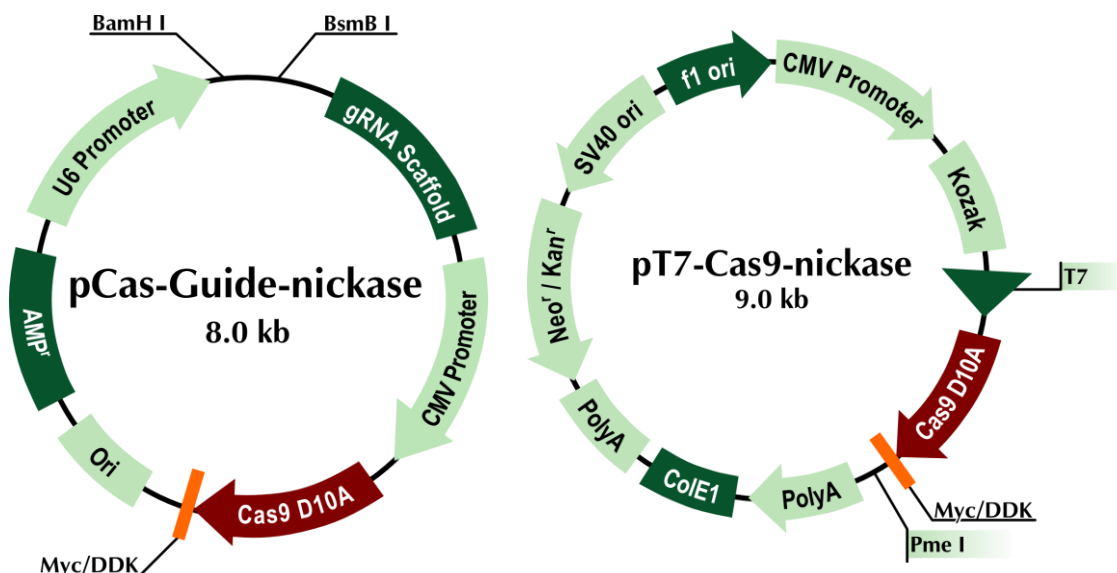 BamH I
BsmB I
U6 Promoter
gRNA Scaffold
AMPʳ
pCas-Guide-nickase
8.0 kb
CMV Promoter
Ori
Cas9 D10A
Myc/DDK
f1 ori
CMV Promoter
SV40 ori
Kozak
Neoʳ / Kanʳ
pT7-Cas9-nickase
9.0 kb
T7
Cas9 D10A
PolyA
ColE1
PolyA
Myc/DDK
Pme I